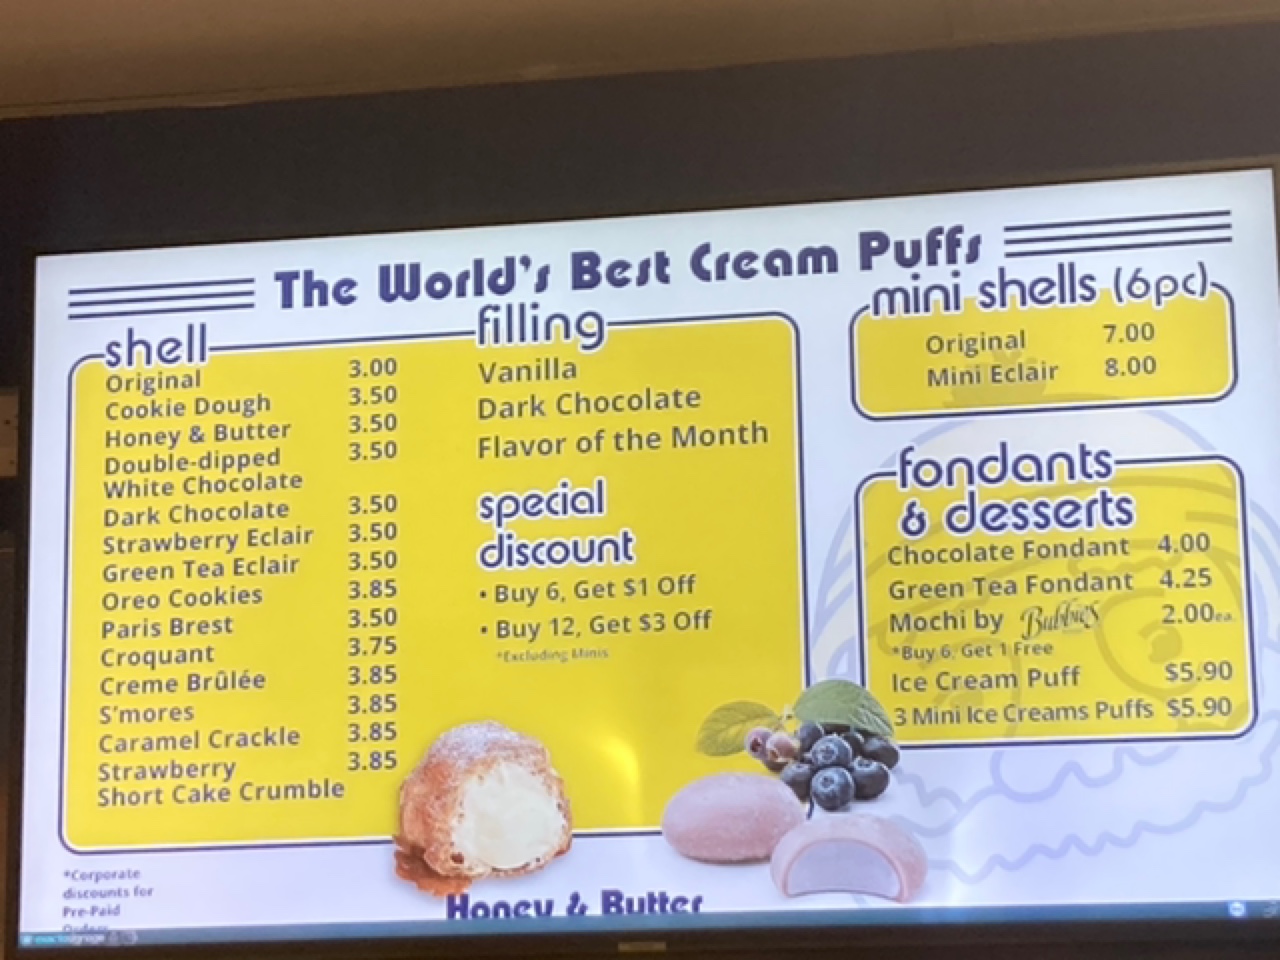 The World's Best Cream Puffs
shell
Original 3.00
Cookie Dough 3.50
Honey & Butter 3.50
Double-dipped 3.50
White Chocolate
Dark Chocolate 3.50
Strawberry Eclair 3.50
Green Tea Eclair 3.50
Oreo Cookies 3.85
Paris Brest 3.50
Croquant 3.75
Creme Brûlée 3.85
S'mores 3.85
Caramel Crackle 3.85
Strawberry 3.85
Short Cake Crumble
filling
Vanilla
Dark Chocolate
Flavor of the Month
special
discount
• Buy 6, Get $1 Off
• Buy 12, Get $3 Off
*Excluding Minis
mini shells (6pc)
Original 7.00
Mini Eclair 8.00
fondants
& desserts
Chocolate Fondant 4.00
Green Tea Fondant 4.25
Mochi by Bubbies 2.00ea.
*Buy 6, Get 1 Free
Ice Cream Puff $5.90
3 Mini Ice Creams Puffs $5.90
*Corporate
discounts for
Pre-Paid
Orders
Honey & Butter